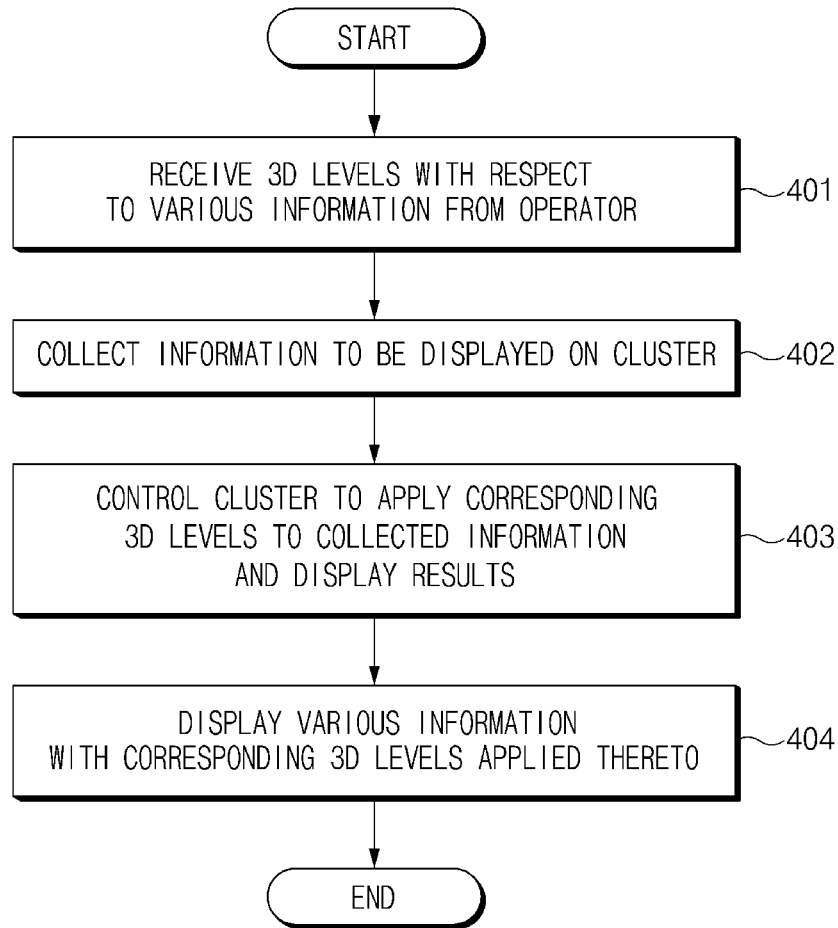 START
RECEIVE 3D LEVELS WITH RESPECT
TO VARIOUS INFORMATION FROM OPERATOR
401
COLLECT INFORMATION TO BE DISPLAYED ON CLUSTER
402
CONTROL CLUSTER TO APPLY CORRESPONDING
3D LEVELS TO COLLECTED INFORMATION
AND DISPLAY RESULTS
403
DISPLAY VARIOUS INFORMATION
WITH CORRESPONDING 3D LEVELS APPLIED THERETO
404
END